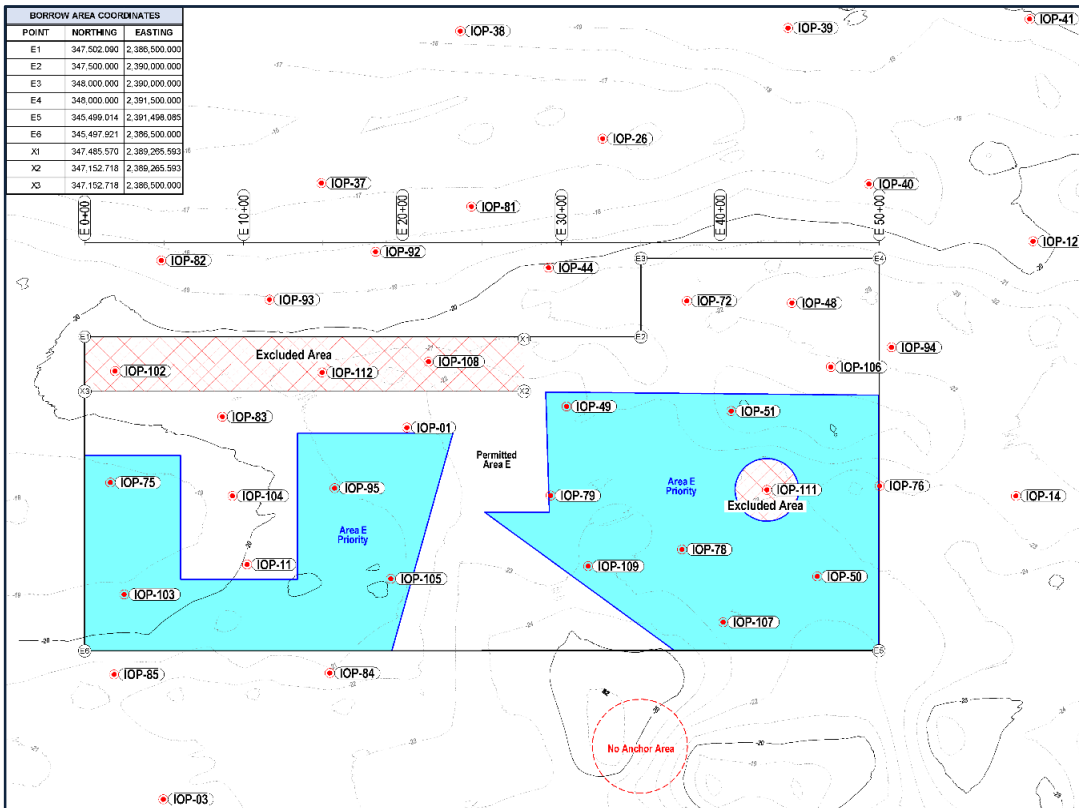 BORROW AREA COORDINATES
POINT NORTHING EASTING
E1 347,502.090 2,386,500.000
E2 347,500.000 2,390,000.000
E3 348,000.000 2,390,000.000
E4 348,000.000 2,391,500.000
E5 345,499.014 2,391,498.085
E6 345,497.921 2,386,500.000
X1 347,485.570 2,389,265.593
X2 347,152.718 2,389,265.593
X3 347,152.718 2,386,500.000
IOP-38
IOP-39
IOP-41
IOP-26
IOP-37
IOP-40
IOP-81
E 0+00
E 10+00
E 20+00
E 30+00
E 40+00
E 50+00
IOP-12
IOP-92
IOP-82
IOP-44
E3
E4
IOP-93
IOP-72
IOP-48
E1
X1
E2
IOP-94
Excluded Area
IOP-108
IOP-106
IOP-102
IOP-112
X3
X2
IOP-49
IOP-51
IOP-83
IOP-01
Permitted
Area E
IOP-75
IOP-95
Area E
Priority
IOP-76
IOP-111
IOP-104
IOP-79
IOP-14
Excluded Area
Area E
Priority
IOP-78
IOP-11
IOP-109
IOP-105
IOP-50
IOP-103
IOP-107
E6
E5
IOP-85
IOP-84
No Anchor Area
IOP-03